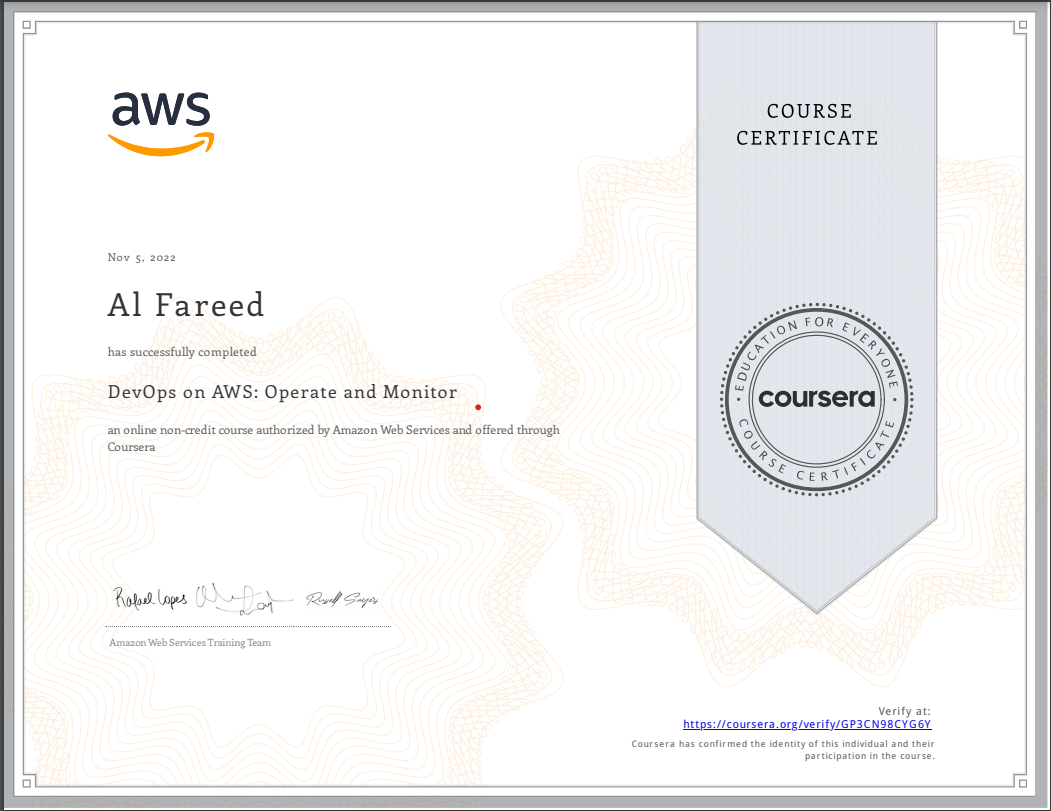 aws
COURSE
CERTIFICATE
Nov 5, 2022
Al Fareed
has successfully completed
DevOps on AWS: Operate and Monitor
an online non-credit course authorized by Amazon Web Services and offered through
Coursera
EDUCATION FOR EVERYONE
coursera
COURSE CERTIFICATE
Rafael Lopes
Russell Sayers
Amazon Web Services Training Team
Verify at:
https://coursera.org/verify/GP3CN98CYG6Y
Coursera has confirmed the identity of this individual and their
participation in the course.